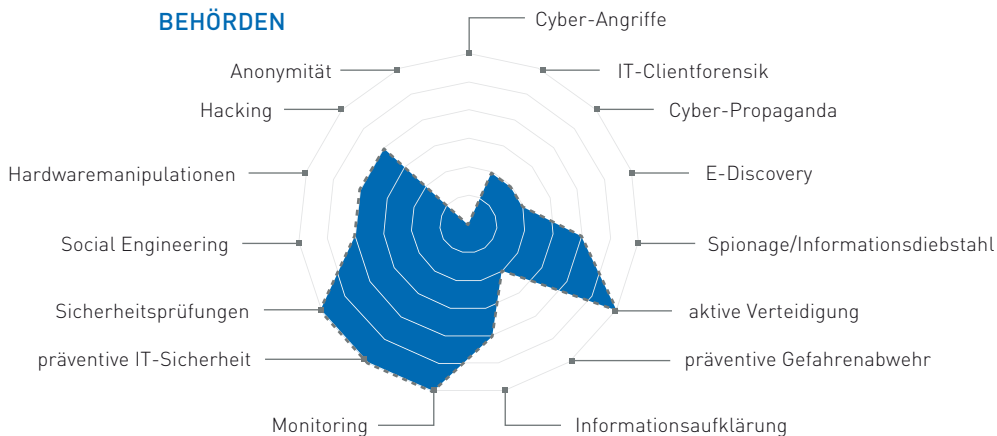 BEHÖRDEN
Cyber-Angriffe
Anonymität
IT-Clientforensik
Hacking
Cyber-Propaganda
Hardwaremanipulationen
E-Discovery
Social Engineering
Spionage/Informationsdiebstahl
Sicherheitsprüfungen
aktive Verteidigung
präventive IT-Sicherheit
präventive Gefahrenabwehr
Monitoring
Informationsaufklärung